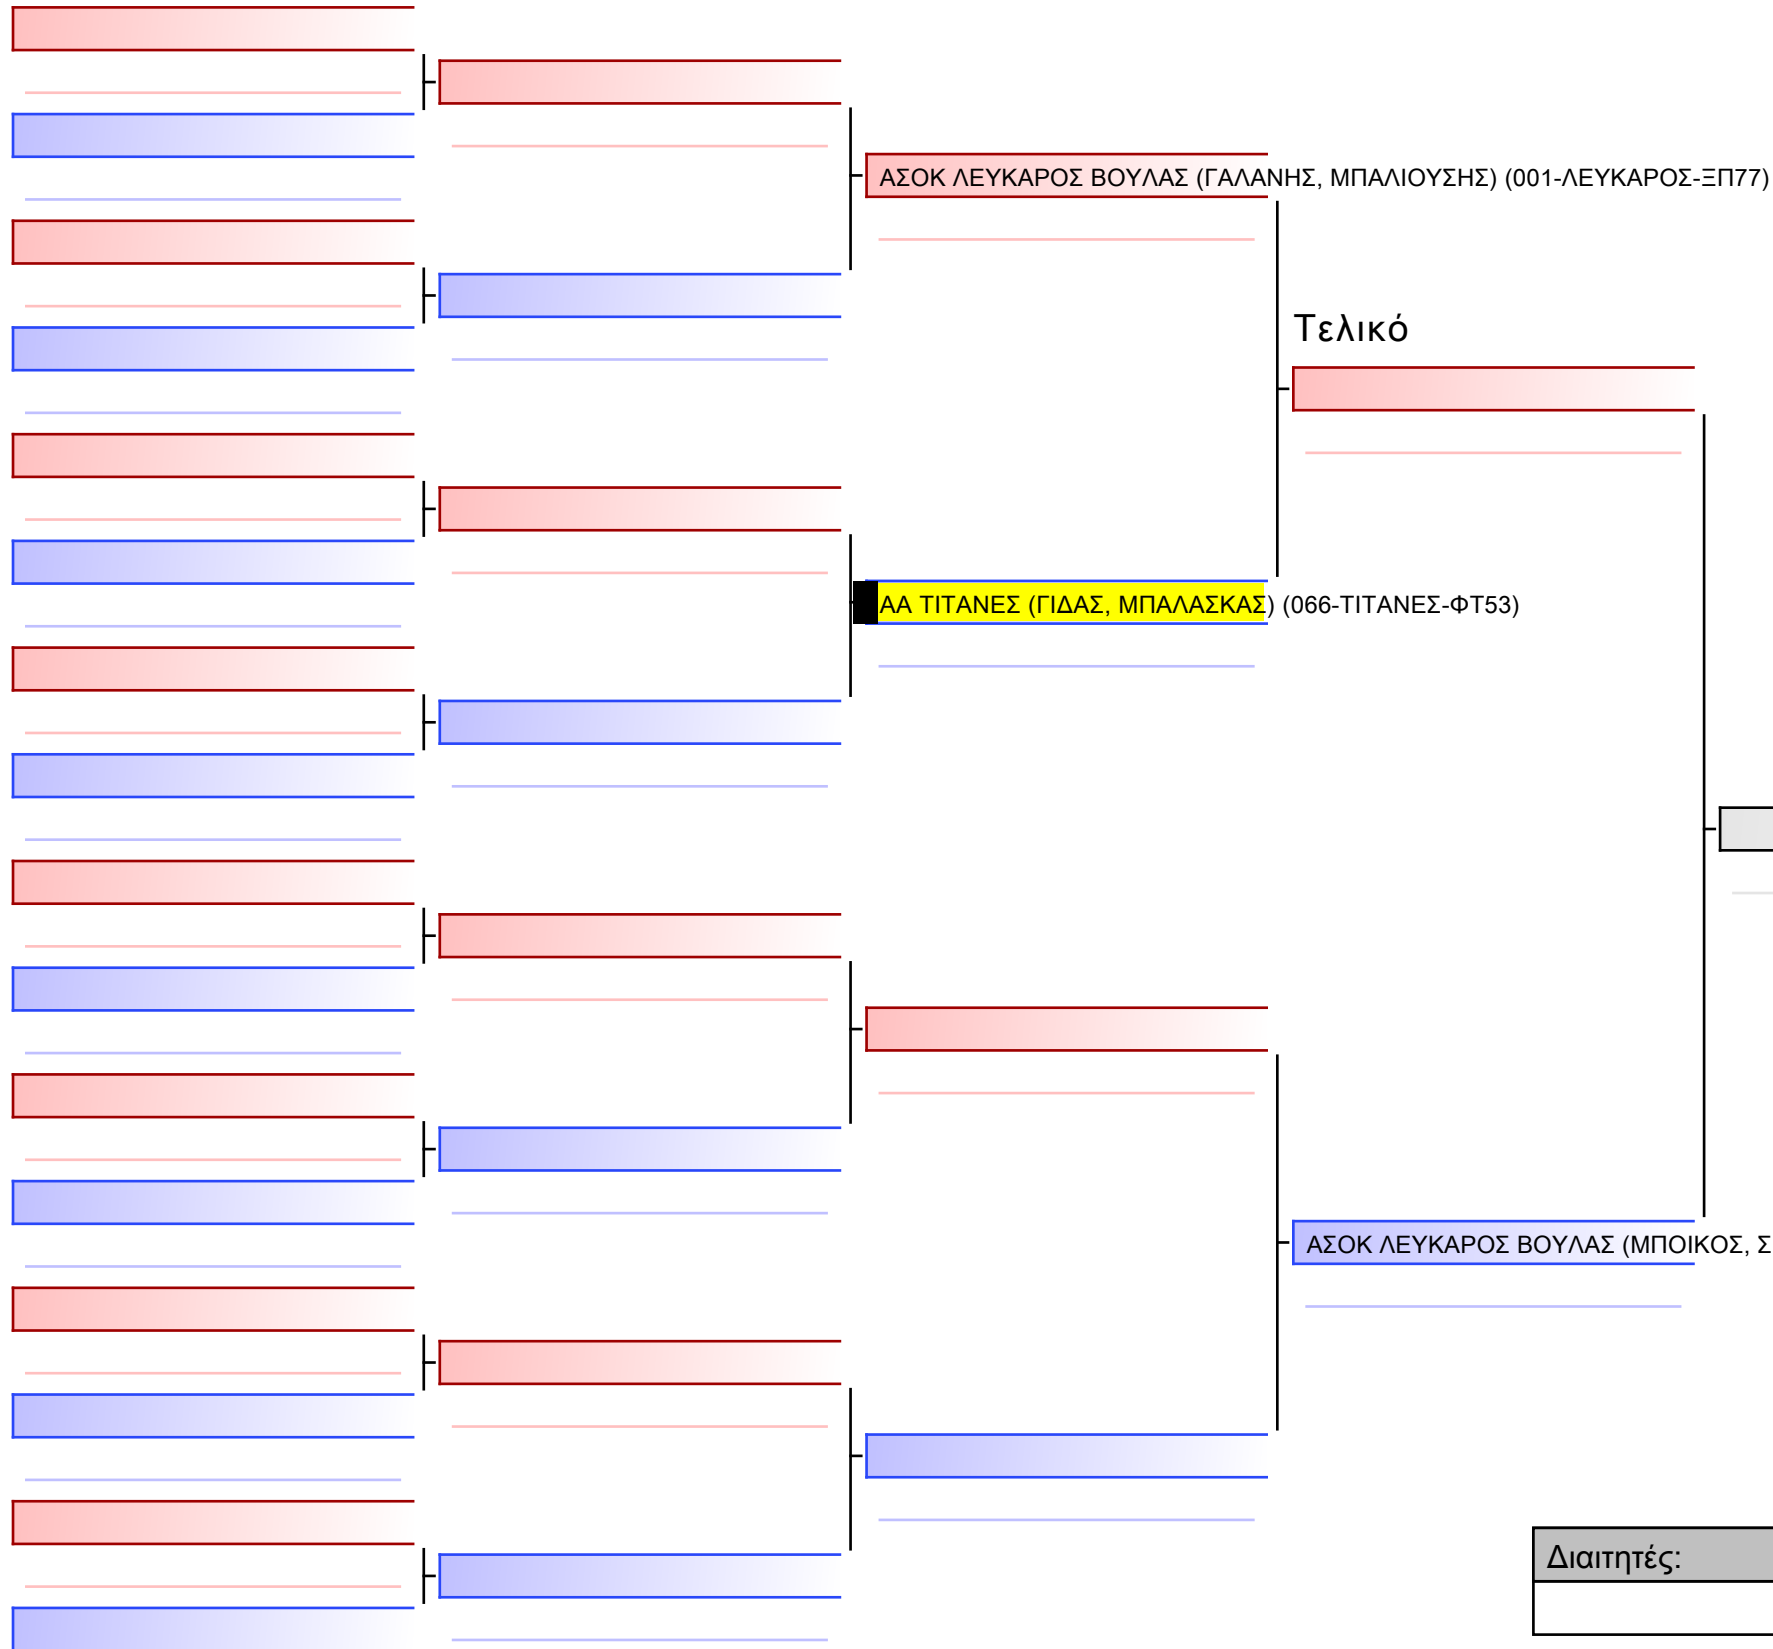 ΑΣΟΚ ΛΕΥΚΑΡΟΣ ΒΟΥΛΑΣ (ΓΑΛΑΝΗΣ, ΜΠΑΛΙΟΥΣΗΣ) (001-ΛΕΥΚΑΡΟΣ-ΞΠ77)
Τελικό
ΑΑ ΤΙΤΑΝΕΣ (ΓΙΔΑΣ, ΜΠΑΛΑΣΚΑΣ) (066-ΤΙΤΑΝΕΣ-ΦΤ53)
ΑΣΟΚ ΛΕΥΚΑΡΟΣ ΒΟΥΛΑΣ (ΜΠΟΙΚΟΣ, Σ
Διαιτητές: